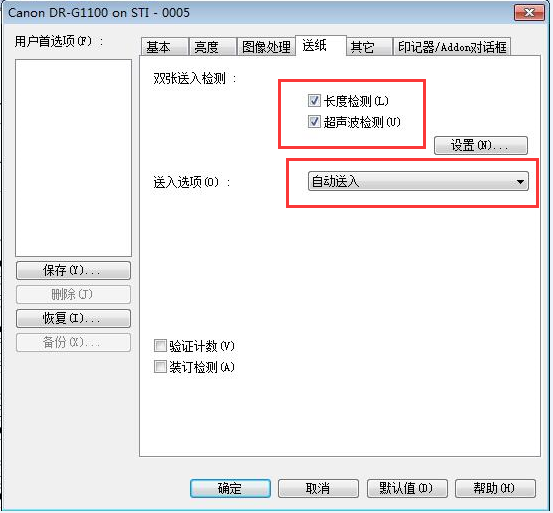 Canon DR-G1100 on STI - 0005
用户首选项(F)：
基本 亮度 图像处理 送纸 其它 印记器/Addon对话框
双张送入检测：
长度检测(L)
超声波检测(U)
设置(N)...
送入选项(O)： 自动送入
保存(Y)...
删除(J)
恢复(I)...
备份(X)...
验证计数(V)
装订检测(A)
确定 取消 默认值(D) 帮助(H)